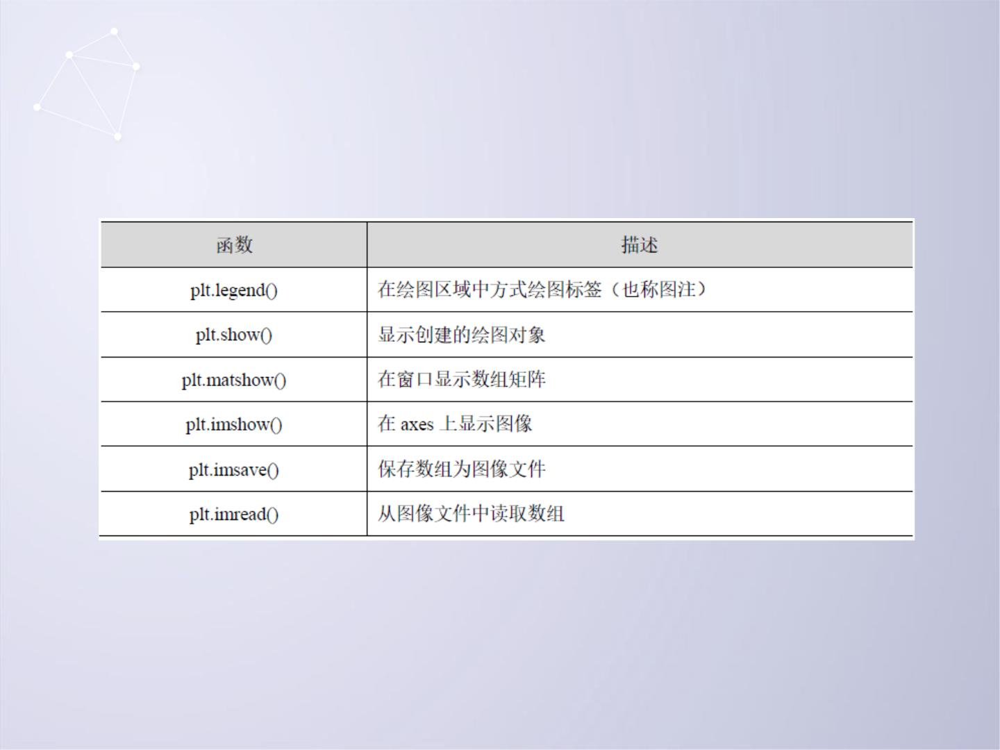 函数 描述
plt.legend() 在绘图区域中方式绘图标签（也称图注）
plt.show() 显示创建的绘图对象
plt.matshow() 在窗口显示数组矩阵
plt.imshow() 在 axes 上显示图像
plt.imsave() 保存数组为图像文件
plt.imread() 从图像文件中读取数组